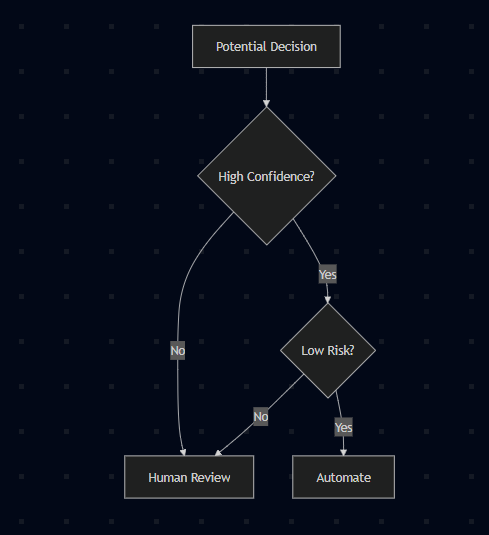 Potential Decision
High Confidence?
Yes
No
Low Risk?
No
Yes
Human Review
Automate